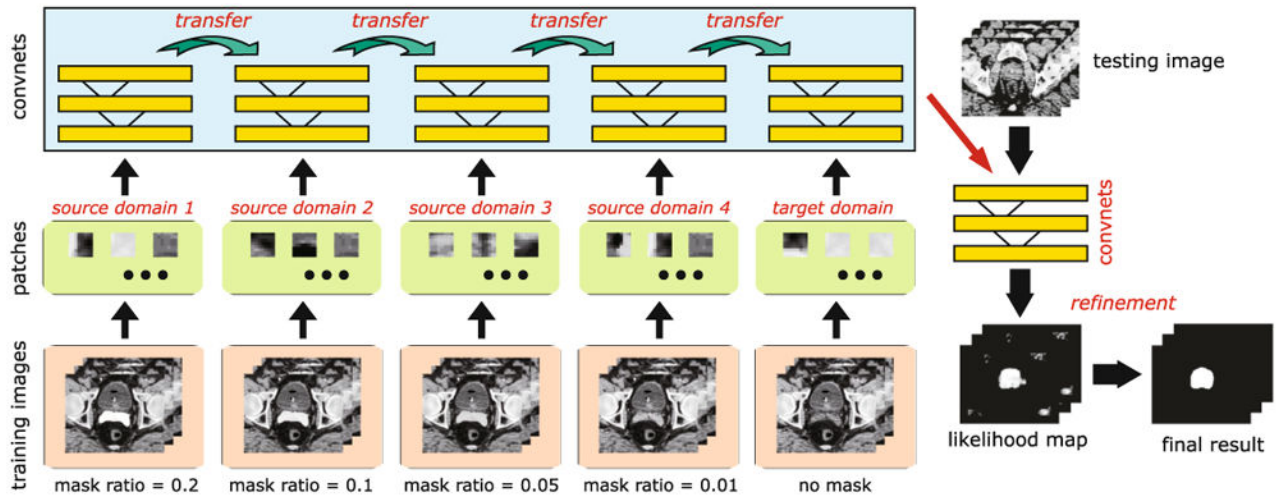 transfer
transfer
transfer
transfer
convnets
testing image
source domain 1
source domain 2
source domain 3
source domain 4
target domain
patches
convnets
refinement
training images
likelihood map
final result
mask ratio = 0.2
mask ratio = 0.1
mask ratio = 0.05
mask ratio = 0.01
no mask